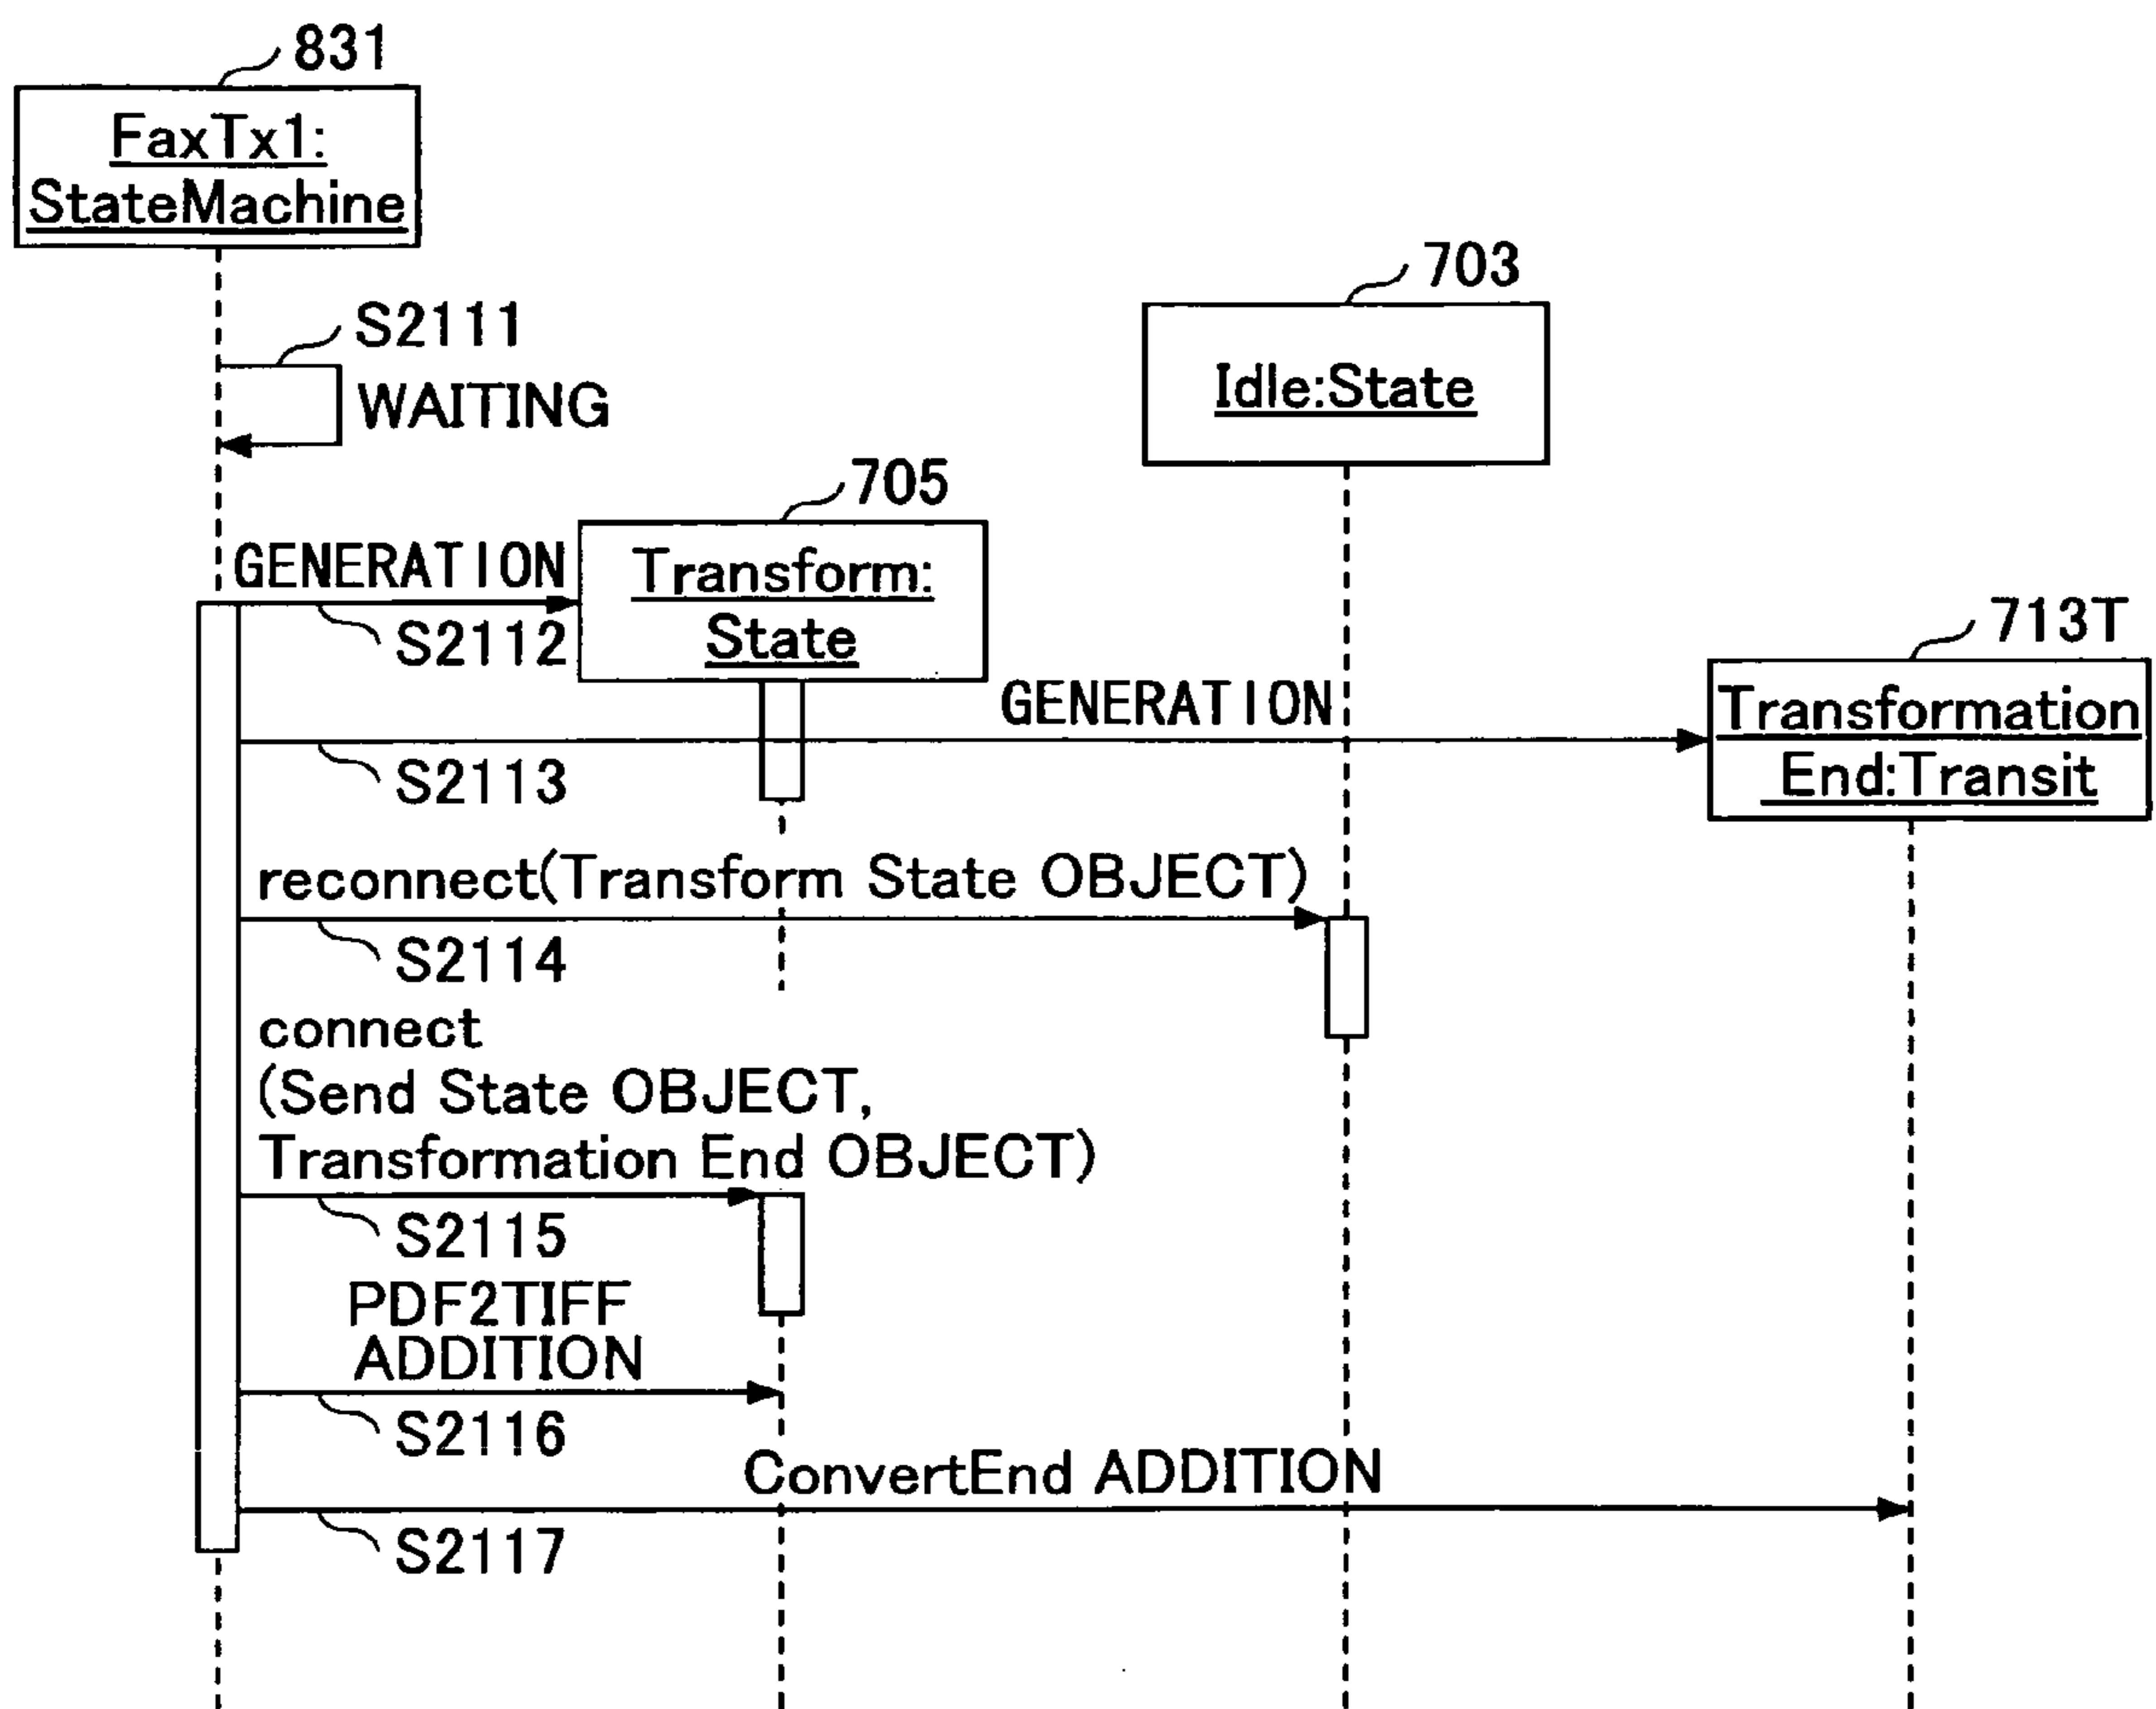 831
FaxTx1:
StateMachine
703
S2111
WAITING
Idle:State
705
GENERATION
Transform:
State
S2112
713T
GENERATION
Transformation
End:Transit
S2113
reconnect(Transform State OBJECT)
S2114
connect
(Send State OBJECT,
Transformation End OBJECT)
S2115
PDF2TIFF
ADDITION
S2116
ConvertEnd ADDITION
S2117